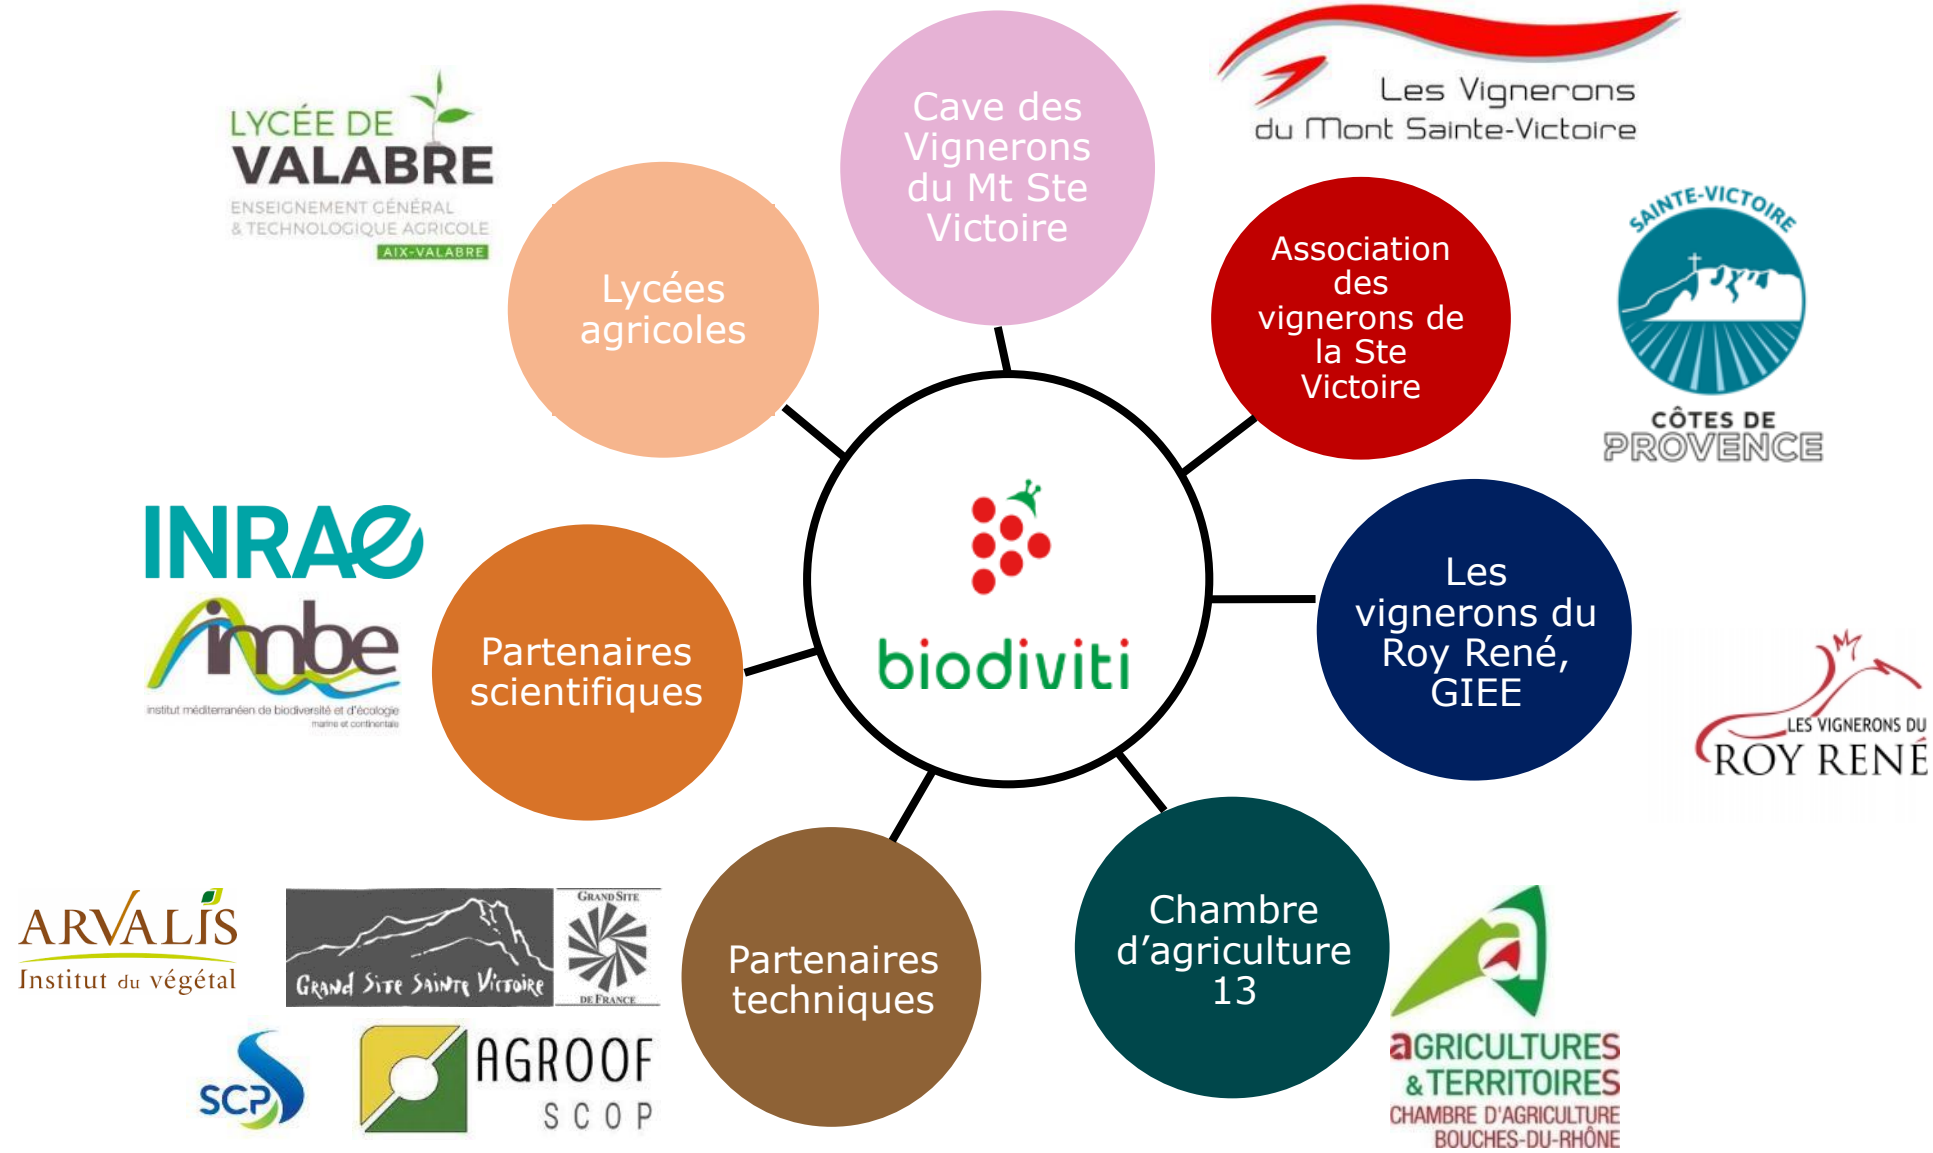 LYCÉE DE
VALABRE
ENSEIGNEMENT GÉNÉRAL
& TECHNOLOGIQUE AGRICOLE
AIX-VALABRE
Cave des
Vignerons
du Mt Ste
Victoire
Les Vignerons
du Mont Sainte-Victoire
Lycées
agricoles
Association
des
vignerons de
la Ste
Victoire
SAINTE-VICTOIRE
CÔTES DE
PROVENCE
INRAE
imbe
institut méditerranéen de biodiversité et d'écologie
marine et continentale
Partenaires
scientifiques
biodiviti
Les
vignerons du
Roy René,
GIEE
LES VIGNERONS DU
ROY RENÉ
ARVALIS
Institut du végétal
GRAND SITE SAINTE VICTOIRE
GRAND SITE
DE FRANCE
SCP
AGROOF
SCOP
Partenaires
techniques
Chambre
d’agriculture
13
a
aGRICULTURES
& TERRITOIRES
CHAMBRE D'AGRICULTURE
BOUCHES-DU-RHÔNE